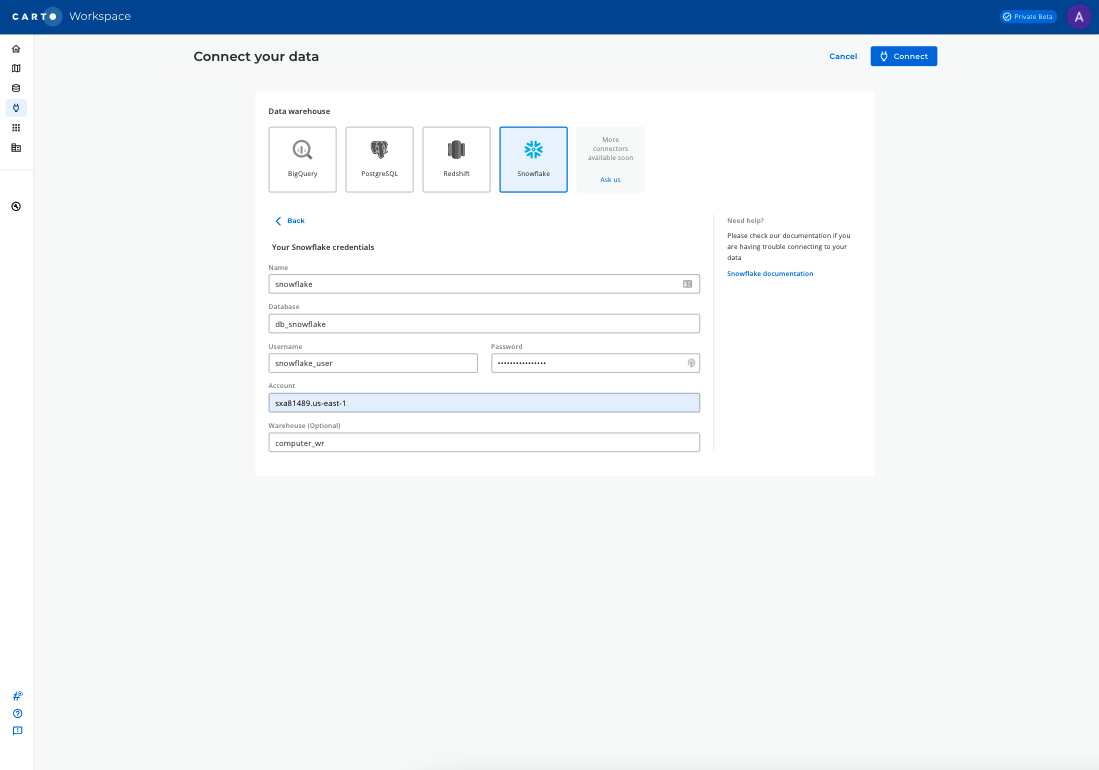 CARTO Workspace
Private Beta
A
Connect your data
Cancel
Connect
Data warehouse
BigQuery
PostgreSQL
Redshift
Snowflake
More
connectors
available soon
Ask us
Back
Your Snowflake credentials
Name
snowflake
Database
db_snowflake
Username
Password
snowflake_user
••••••••••••••••
Account
sxa81489.us-east-1
Warehouse (Optional)
computer_wr
Need help?
Please check our documentation if you
are having trouble connecting to your
data
Snowflake documentation